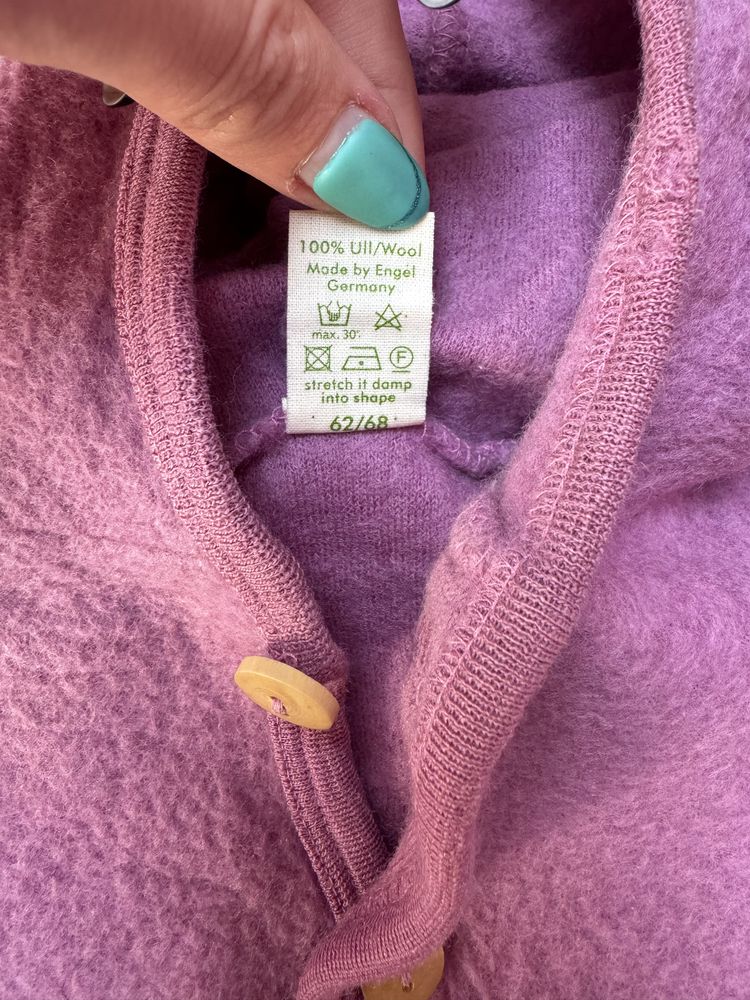 100% Ull/Wool
Made by Engel
Germany
max. 30°
F
stretch it damp
into shape
62/68